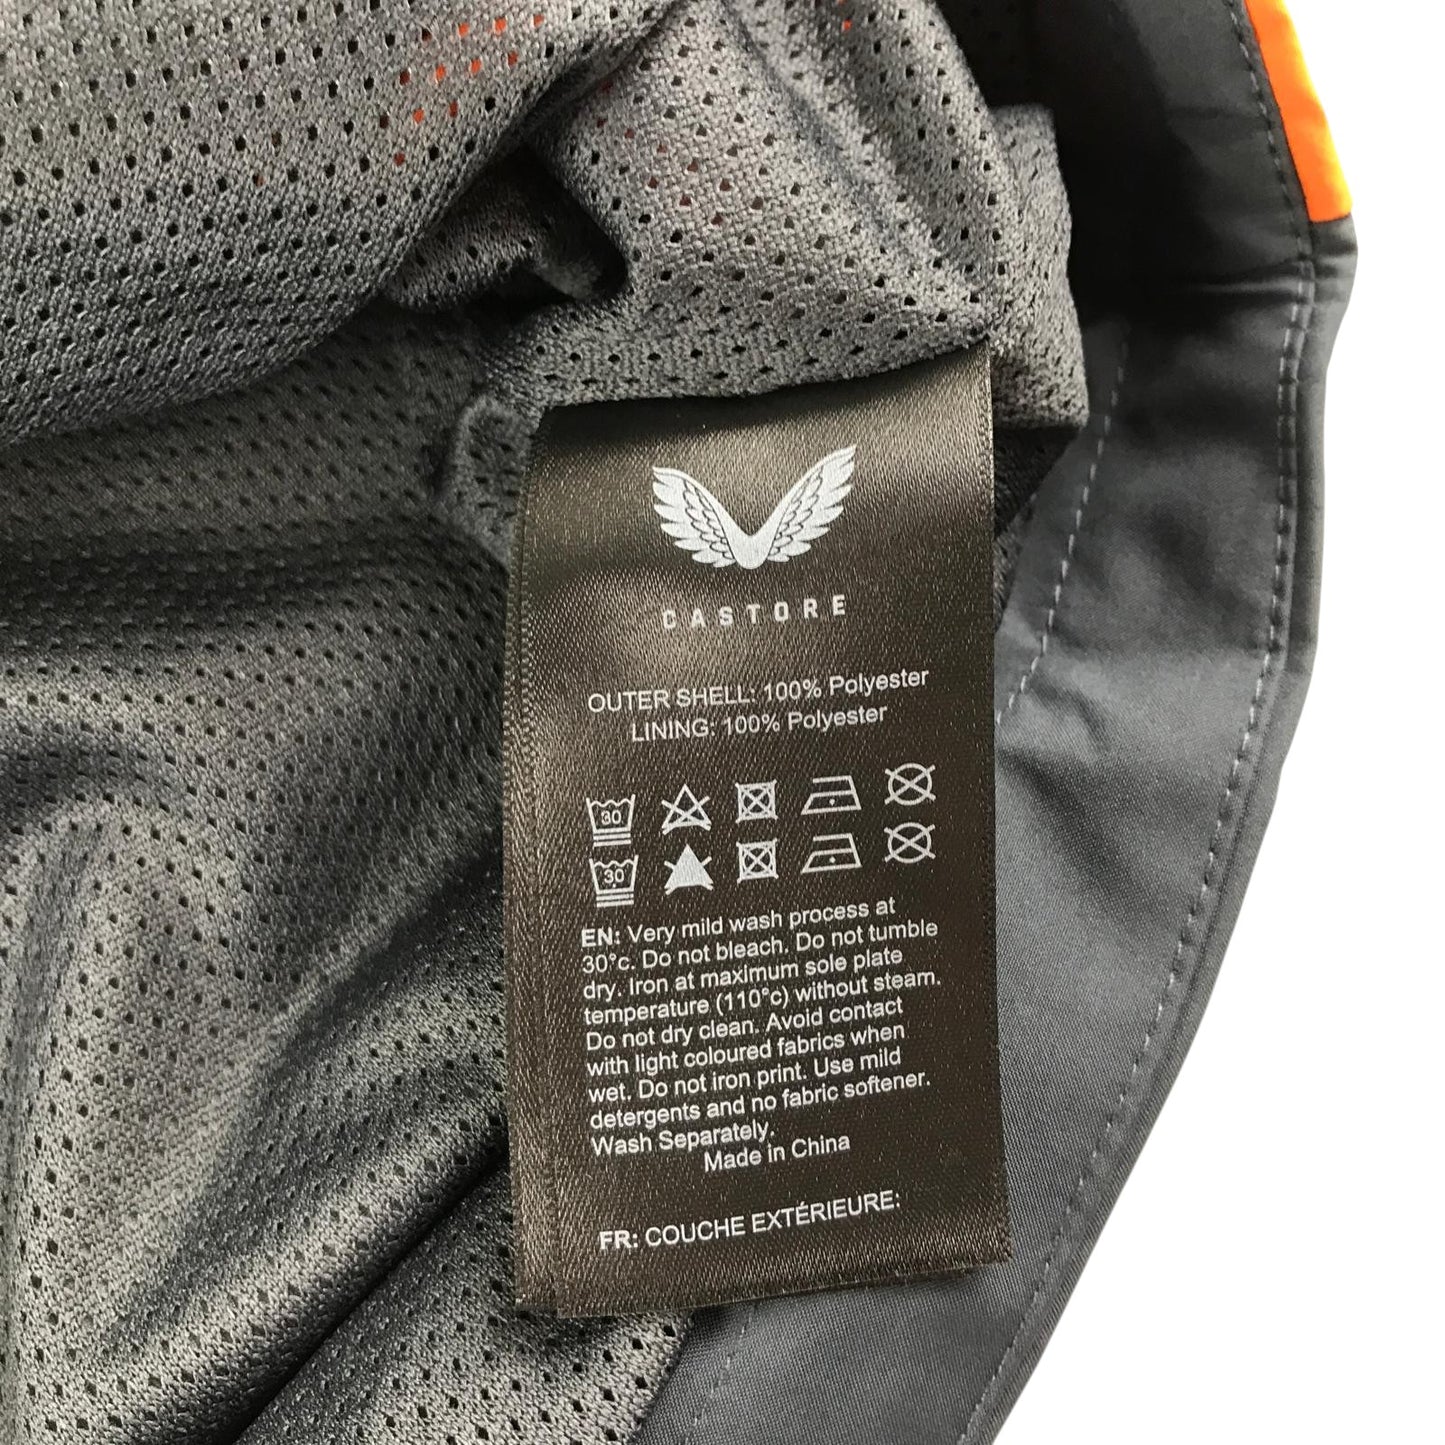 CASTORE
OUTER SHELL: 100% Polyester
LINING: 100% Polyester
30
30
EN: Very mild wash process at
30°c. Do not bleach. Do not tumble
dry. Iron at maximum sole plate
temperature (110°c) without steam.
Do not dry clean. Avoid contact
with light coloured fabrics when
wet. Do not iron print. Use mild
detergents and no fabric softener.
Wash Separately.
Made in China
FR: COUCHE EXTÉRIEURE: